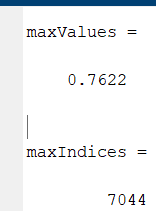 maxValues =
0.7622
maxIndices =
7044